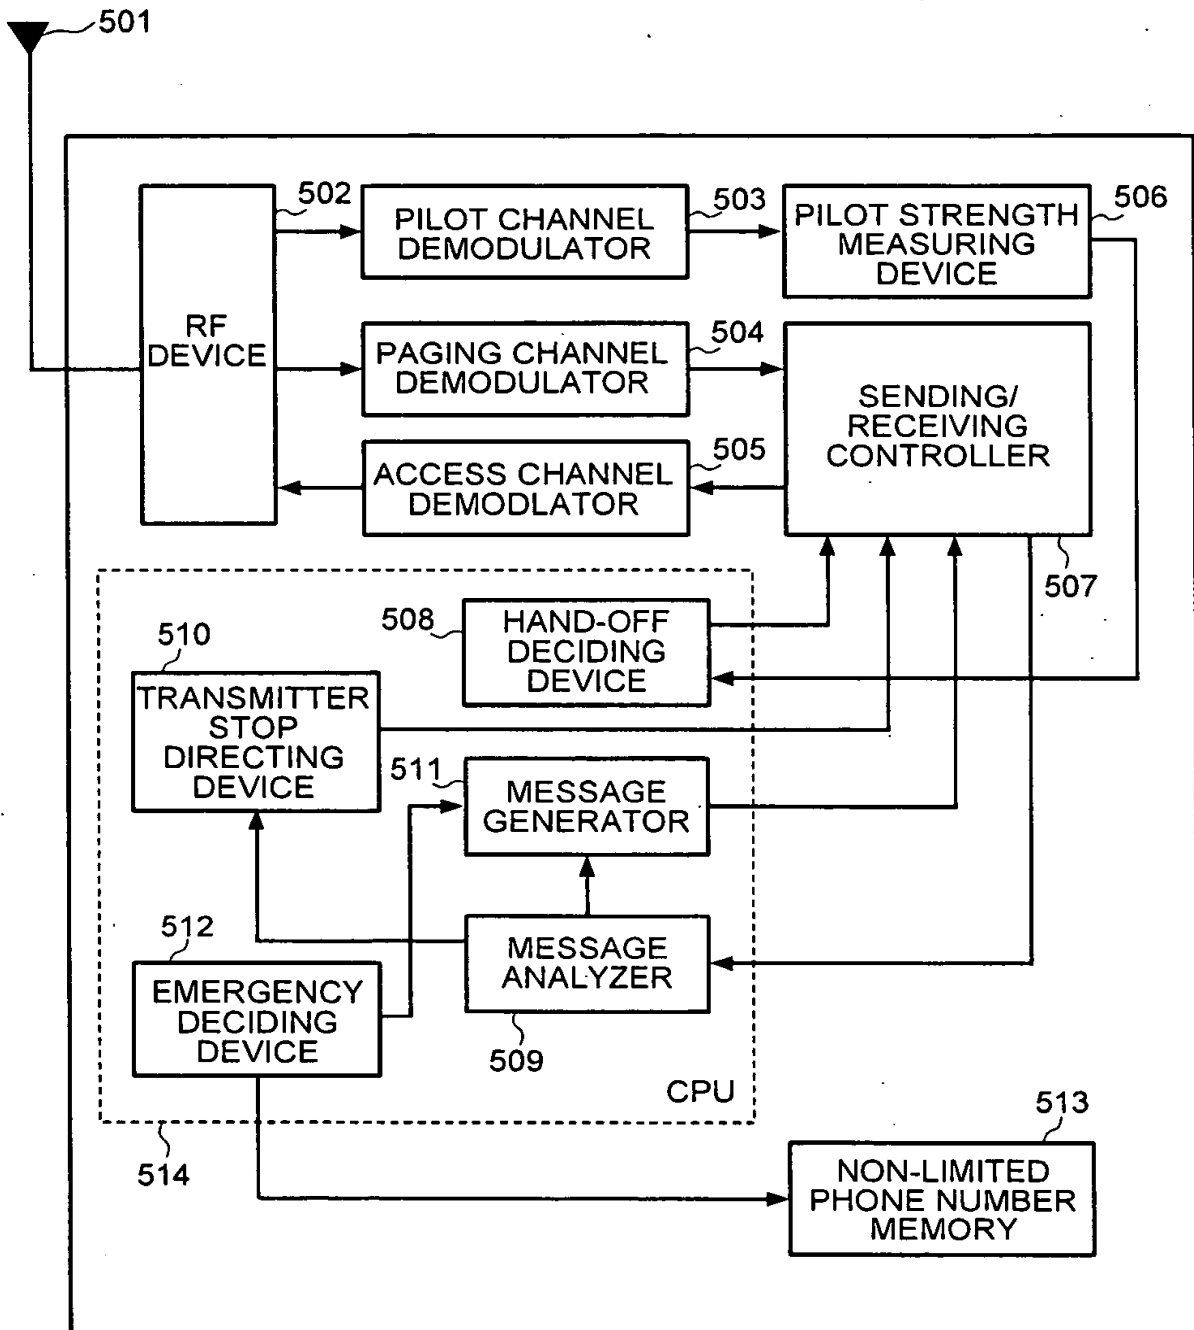 501
502
PILOT CHANNEL
DEMODULATOR
503
PILOT STRENGTH
MEASURING
DEVICE
506
RF
DEVICE
PAGING CHANNEL
DEMODULATOR
504
SENDING/
RECEIVING
CONTROLLER
ACCESS CHANNEL
DEMODLATOR
505
507
508
HAND-OFF
DECIDING
DEVICE
510
TRANSMITTER
STOP
DIRECTING
DEVICE
511
MESSAGE
GENERATOR
512
EMERGENCY
DECIDING
DEVICE
MESSAGE
ANALYZER
509
CPU
514
513
NON-LIMITED
PHONE NUMBER
MEMORY